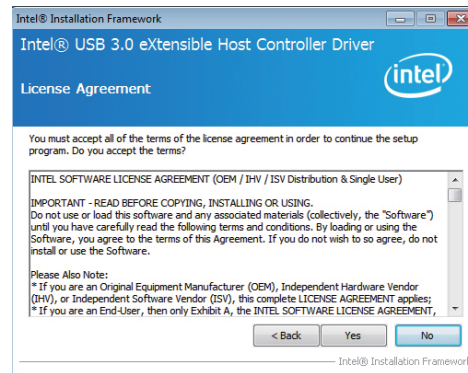 Intel® Installation Framework
Intel® USB 3.0 eXtensible Host Controller Driver
(intel)
License Agreement
You must accept all of the terms of the license agreement in order to continue the setup
program. Do you accept the terms?
INTEL SOFTWARE LICENSE AGREEMENT (OEM / IHV / ISV Distribution & Single User)
IMPORTANT - READ BEFORE COPYING, INSTALLING OR USING.
Do not use or load this software and any associated materials (collectively, the "Software")
until you have carefully read the following terms and conditions. By loading or using the
Software, you agree to the terms of this Agreement. If you do not wish to so agree, do not
install or use the Software.
Please Also Note:
* If you are an Original Equipment Manufacturer (OEM), Independent Hardware Vendor
(IHV), or Independent Software Vendor (ISV), this complete LICENSE AGREEMENT applies;
* If you are an End-User, then only Exhibit A, the INTEL SOFTWARE LICENSE AGREEMENT,
< Back Yes No
Intel® Installation Framework